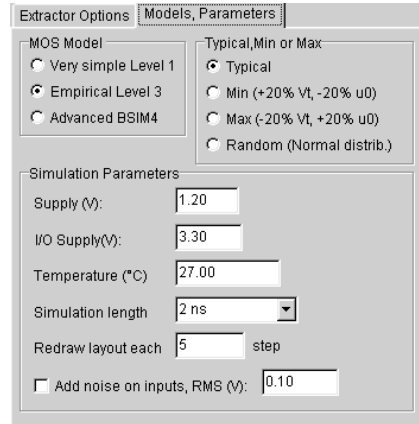 Extractor Options Models, Parameters
MOS Model
Very simple Level 1
Empirical Level 3
Advanced BSIM4
Typical,Min or Max
Typical
Min (+20% Vt, -20% u0)
Max (-20% Vt, +20% u0)
Random (Normal distrib.)
Simulation Parameters
Supply (V): 1.20
I/O Supply(V): 3.30
Temperature (°C) 27.00
Simulation length 2 ns
Redraw layout each 5 step
Add noise on inputs, RMS (V): 0.10